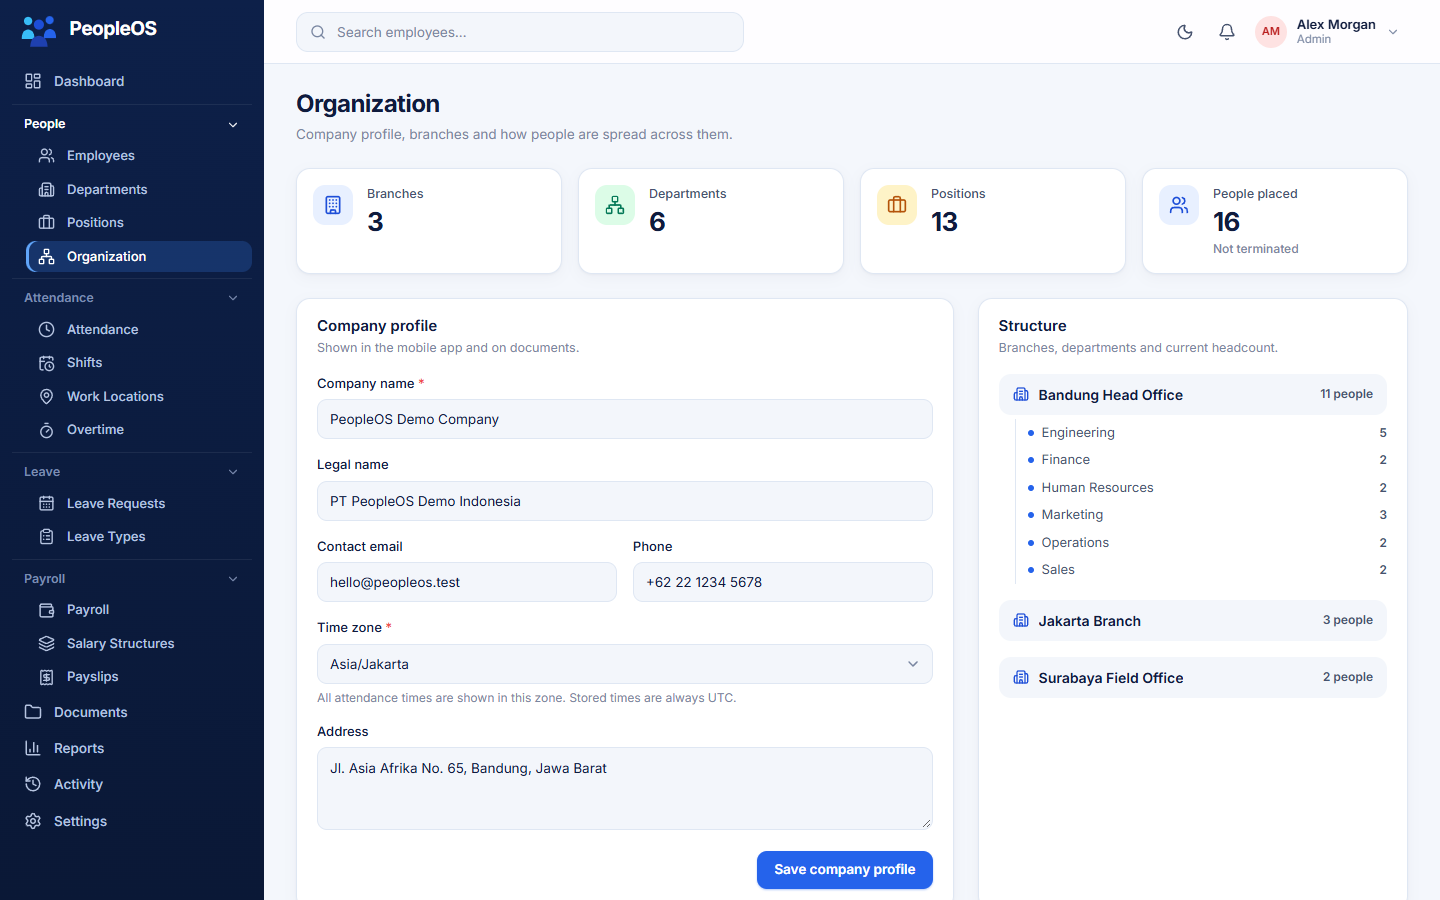 PeopleOS
Dashboard
People
Employees
Departments
Positions
Organization
Attendance
Attendance
Shifts
Work Locations
Overtime
Leave
Leave Requests
Leave Types
Payroll
Payroll
Salary Structures
Payslips
Documents
Reports
Activity
Settings
Search employees...
AM
Alex Morgan
Admin
Organization
Company profile, branches and how people are spread across them.
Branches
3
Departments
6
Positions
13
People placed
16
Not terminated
Company profile
Shown in the mobile app and on documents.
Company name *
PeopleOS Demo Company
Legal name
PT PeopleOS Demo Indonesia
Contact email
hello@peopleos.test
Phone
+62 22 1234 5678
Time zone *
Asia/Jakarta
All attendance times are shown in this zone. Stored times are always UTC.
Address
Jl. Asia Afrika No. 65, Bandung, Jawa Barat
Save company profile
Structure
Branches, departments and current headcount.
Bandung Head Office 11 people
Engineering 5
Finance 2
Human Resources 2
Marketing 3
Operations 2
Sales 2
Jakarta Branch 3 people
Surabaya Field Office 2 people